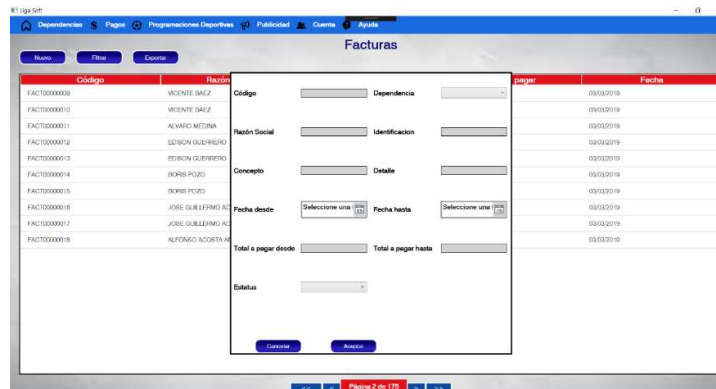 Liga Soft
Dependencias Pagos Programaciones Deportivas Publicidad Cuenta Ayuda
Facturas
Nuevo Filtrar Exportar
Código Razón pagar Fecha
FACT00000009 VICENTE BAEZ 03/03/2019
FACT00000010 VICENTE BAEZ 03/03/2019
FACT00000011 ALVARO MEDINA 03/03/2019
FACT00000012 EDISON GUERRERO 03/03/2019
FACT00000013 EDISON GUERRERO 03/03/2019
FACT00000014 BORIS POZO 03/03/2019
FACT00000015 BORIS POZO 03/03/2019
FACT00000016 JOSE GUILLERMO AC 03/03/2019
FACT00000017 JOSE GUILLERMO AC 03/03/2019
FACT00000018 ALFONSO ACOSTA AN 03/03/2019
Código Dependencia
Razón Social Identificacion
Concepto Detalle
Fecha desde Seleccione una Fecha hasta Seleccione una
Total a pagar desde Total a pagar hasta
Estatus
Cancelar Aceptar
<< < Página 2 de 175 > >>